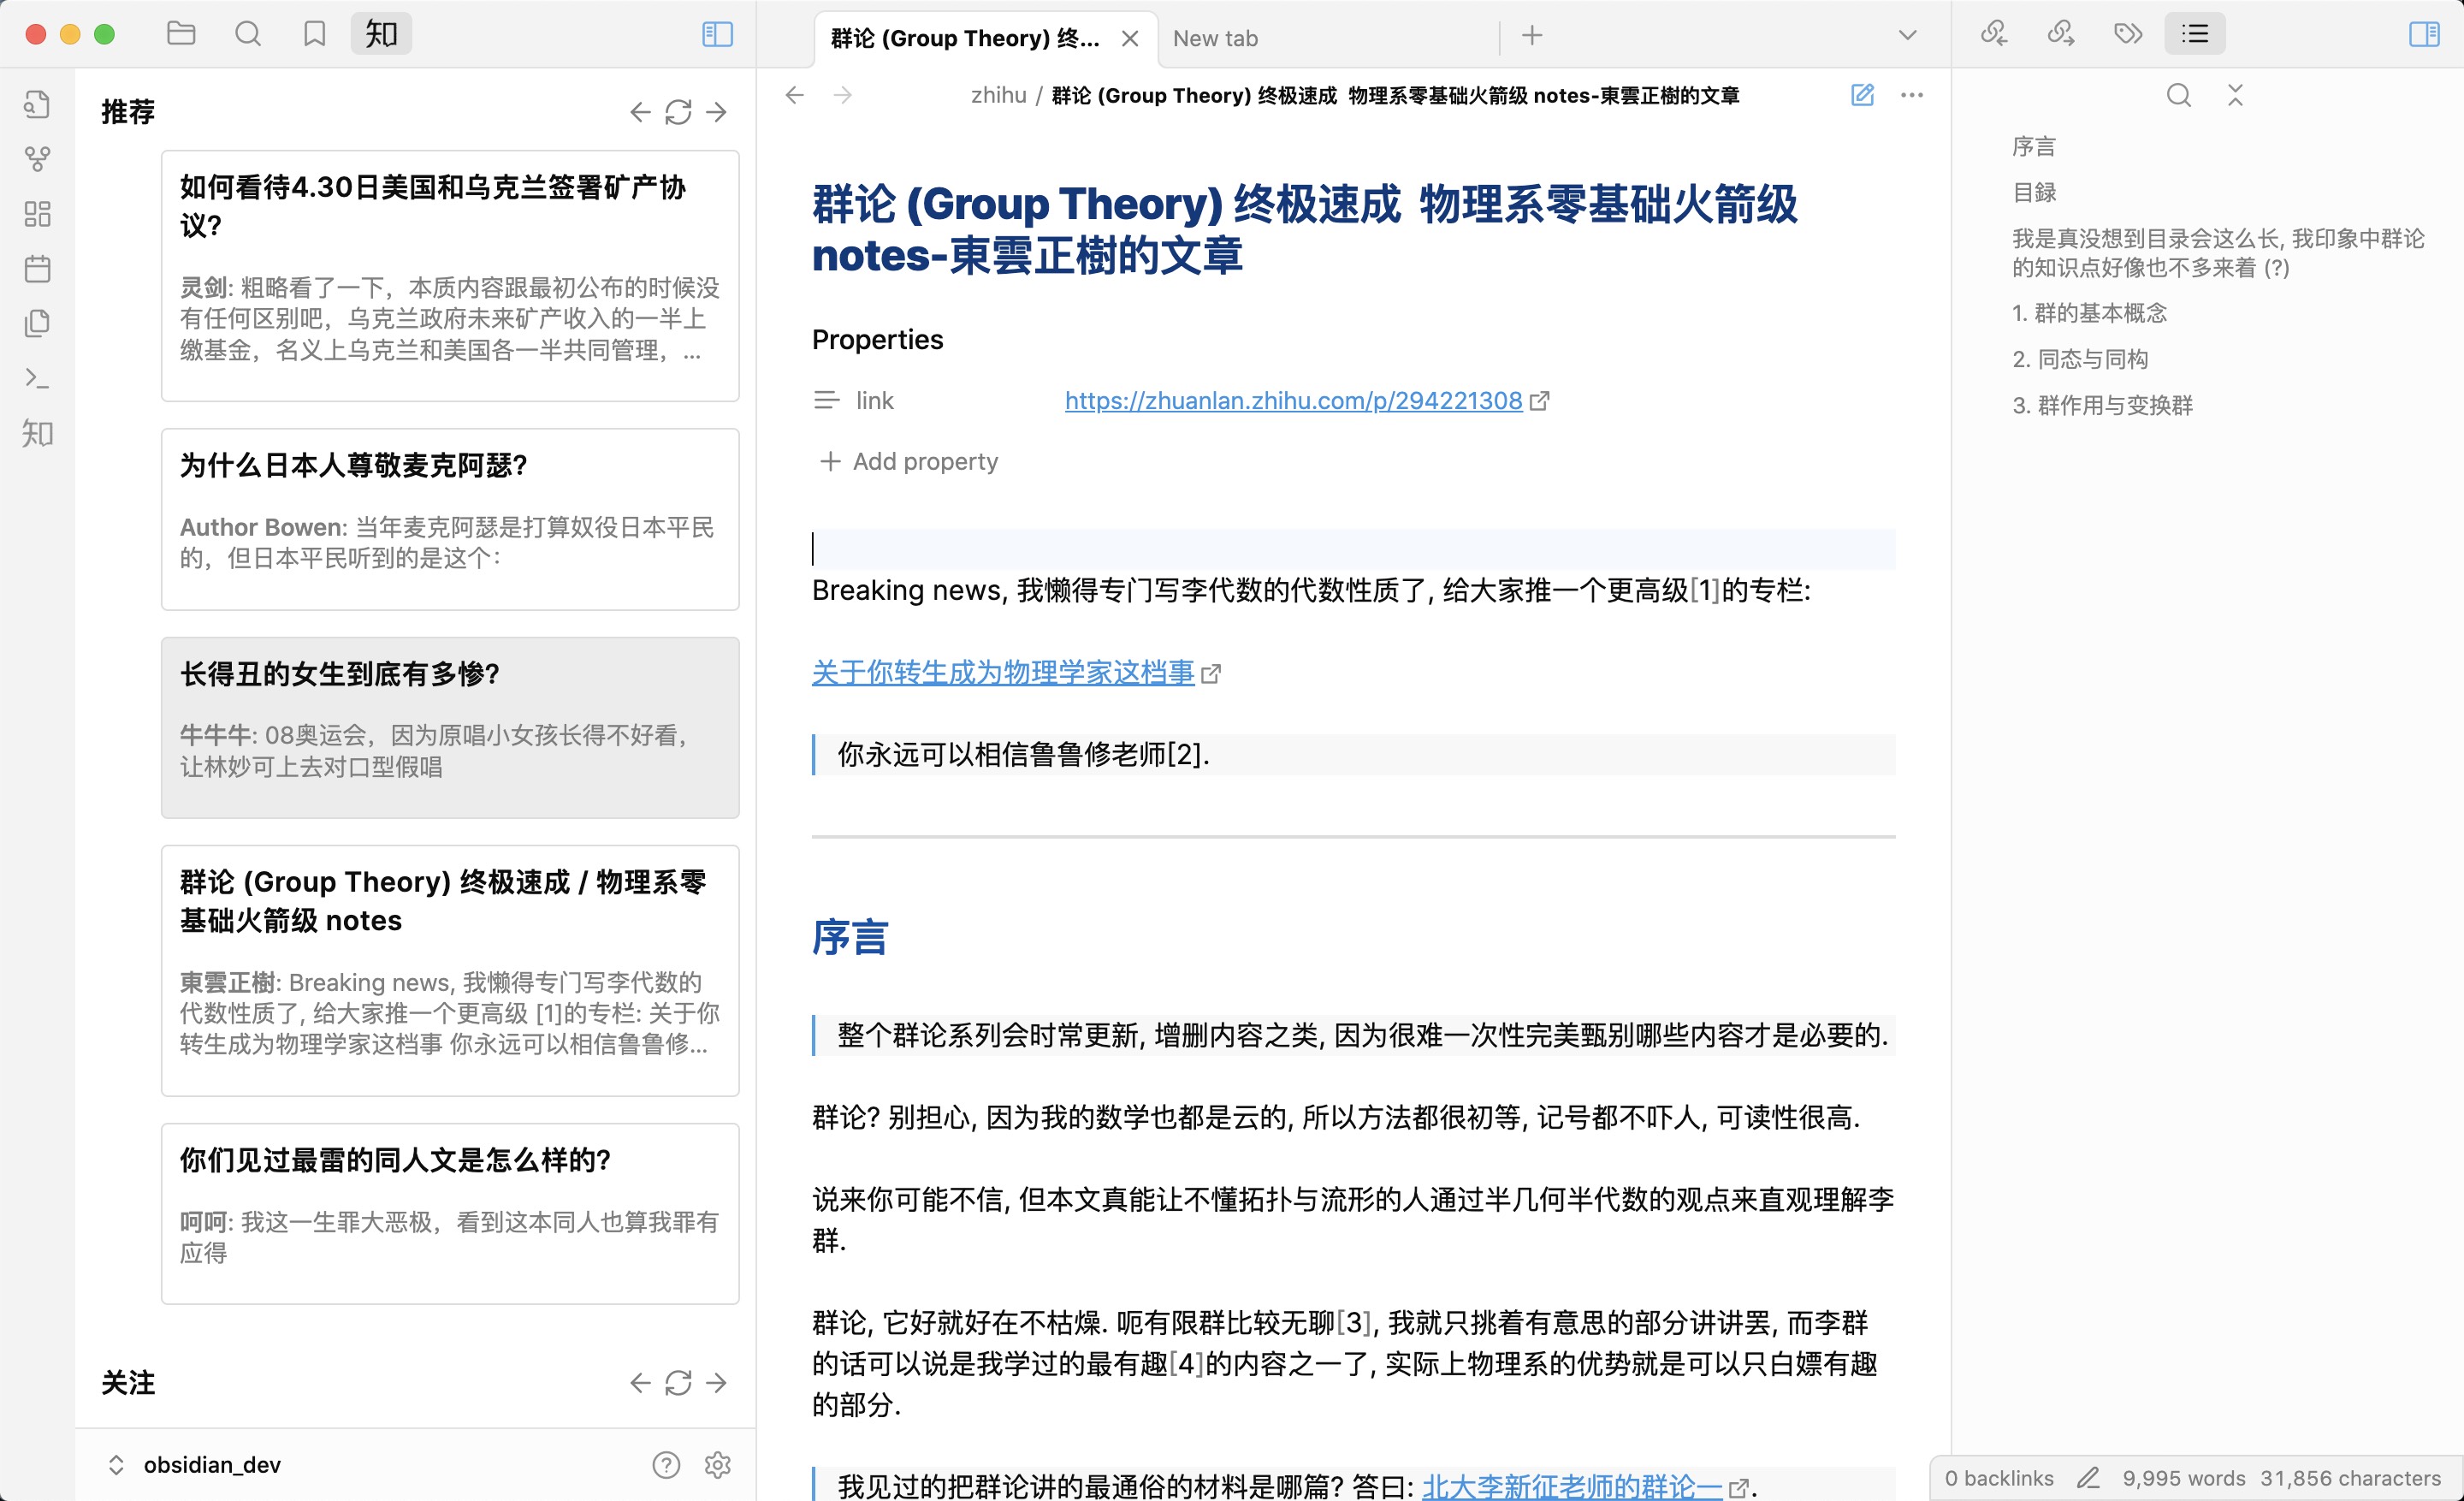 知
群论 (Group Theory) 终...
New tab
推荐
如何看待4.30日美国和乌克兰签署矿产协
议?
灵剑: 粗略看了一下，本质内容跟最初公布的时候没
有任何区别吧，乌克兰政府未来矿产收入的一半上
缴基金，名义上乌克兰和美国各一半共同管理，...
为什么日本人尊敬麦克阿瑟?
Author Bowen: 当年麦克阿瑟是打算奴役日本平民
的，但日本平民听到的是这个：
长得丑的女生到底有多惨?
牛牛牛: 08奥运会，因为原唱小女孩长得不好看，
让林妙可上去对口型假唱
群论 (Group Theory) 终极速成 / 物理系零
基础火箭级 notes
東雲正樹: Breaking news, 我懒得专门写李代数的
代数性质了, 给大家推一个更高级 [1]的专栏: 关于你
转生成为物理学家这档事 你永远可以相信鲁鲁修...
你们见过最雷的同人文是怎么样的?
呵呵: 我这一生罪大恶极，看到这本同人也算我罪有
应得
关注
知
obsidian_dev
zhihu / 群论 (Group Theory) 终极速成 物理系零基础火箭级 notes-東雲正樹的文章
群论 (Group Theory) 终极速成 物理系零基础火箭级
notes-東雲正樹的文章
Properties
link https://zhuanlan.zhihu.com/p/294221308
Add property
Breaking news, 我懒得专门写李代数的代数性质了, 给大家推一个更高级[1]的专栏:
关于你转生成为物理学家这档事
你永远可以相信鲁鲁修老师[2].
序言
整个群论系列会时常更新, 增删内容之类, 因为很难一次性完美甄别哪些内容才是必要的.
群论? 别担心, 因为我的数学也都是云的, 所以方法都很初等, 记号都不吓人, 可读性很高.
说来你可能不信, 但本文真能让不懂拓扑与流形的人通过半几何半代数的观点来直观理解李
群.
群论, 它好就好在不枯燥. 呃有限群比较无聊[3], 我就只挑着有意思的部分讲讲罢, 而李群
的话可以说是我学过的最有趣[4]的内容之一了, 实际上物理系的优势就是可以只白嫖有趣
的部分.
我见过的把群论讲的最通俗的材料是哪篇? 答曰: 北大李新征老师的群论一.
序言
目録
我是真没想到目录会这么长, 我印象中群论
的知识点好像也不多来着 (?)
1. 群的基本概念
2. 同态与同构
3. 群作用与变换群
0 backlinks 9,995 words 31,856 characters